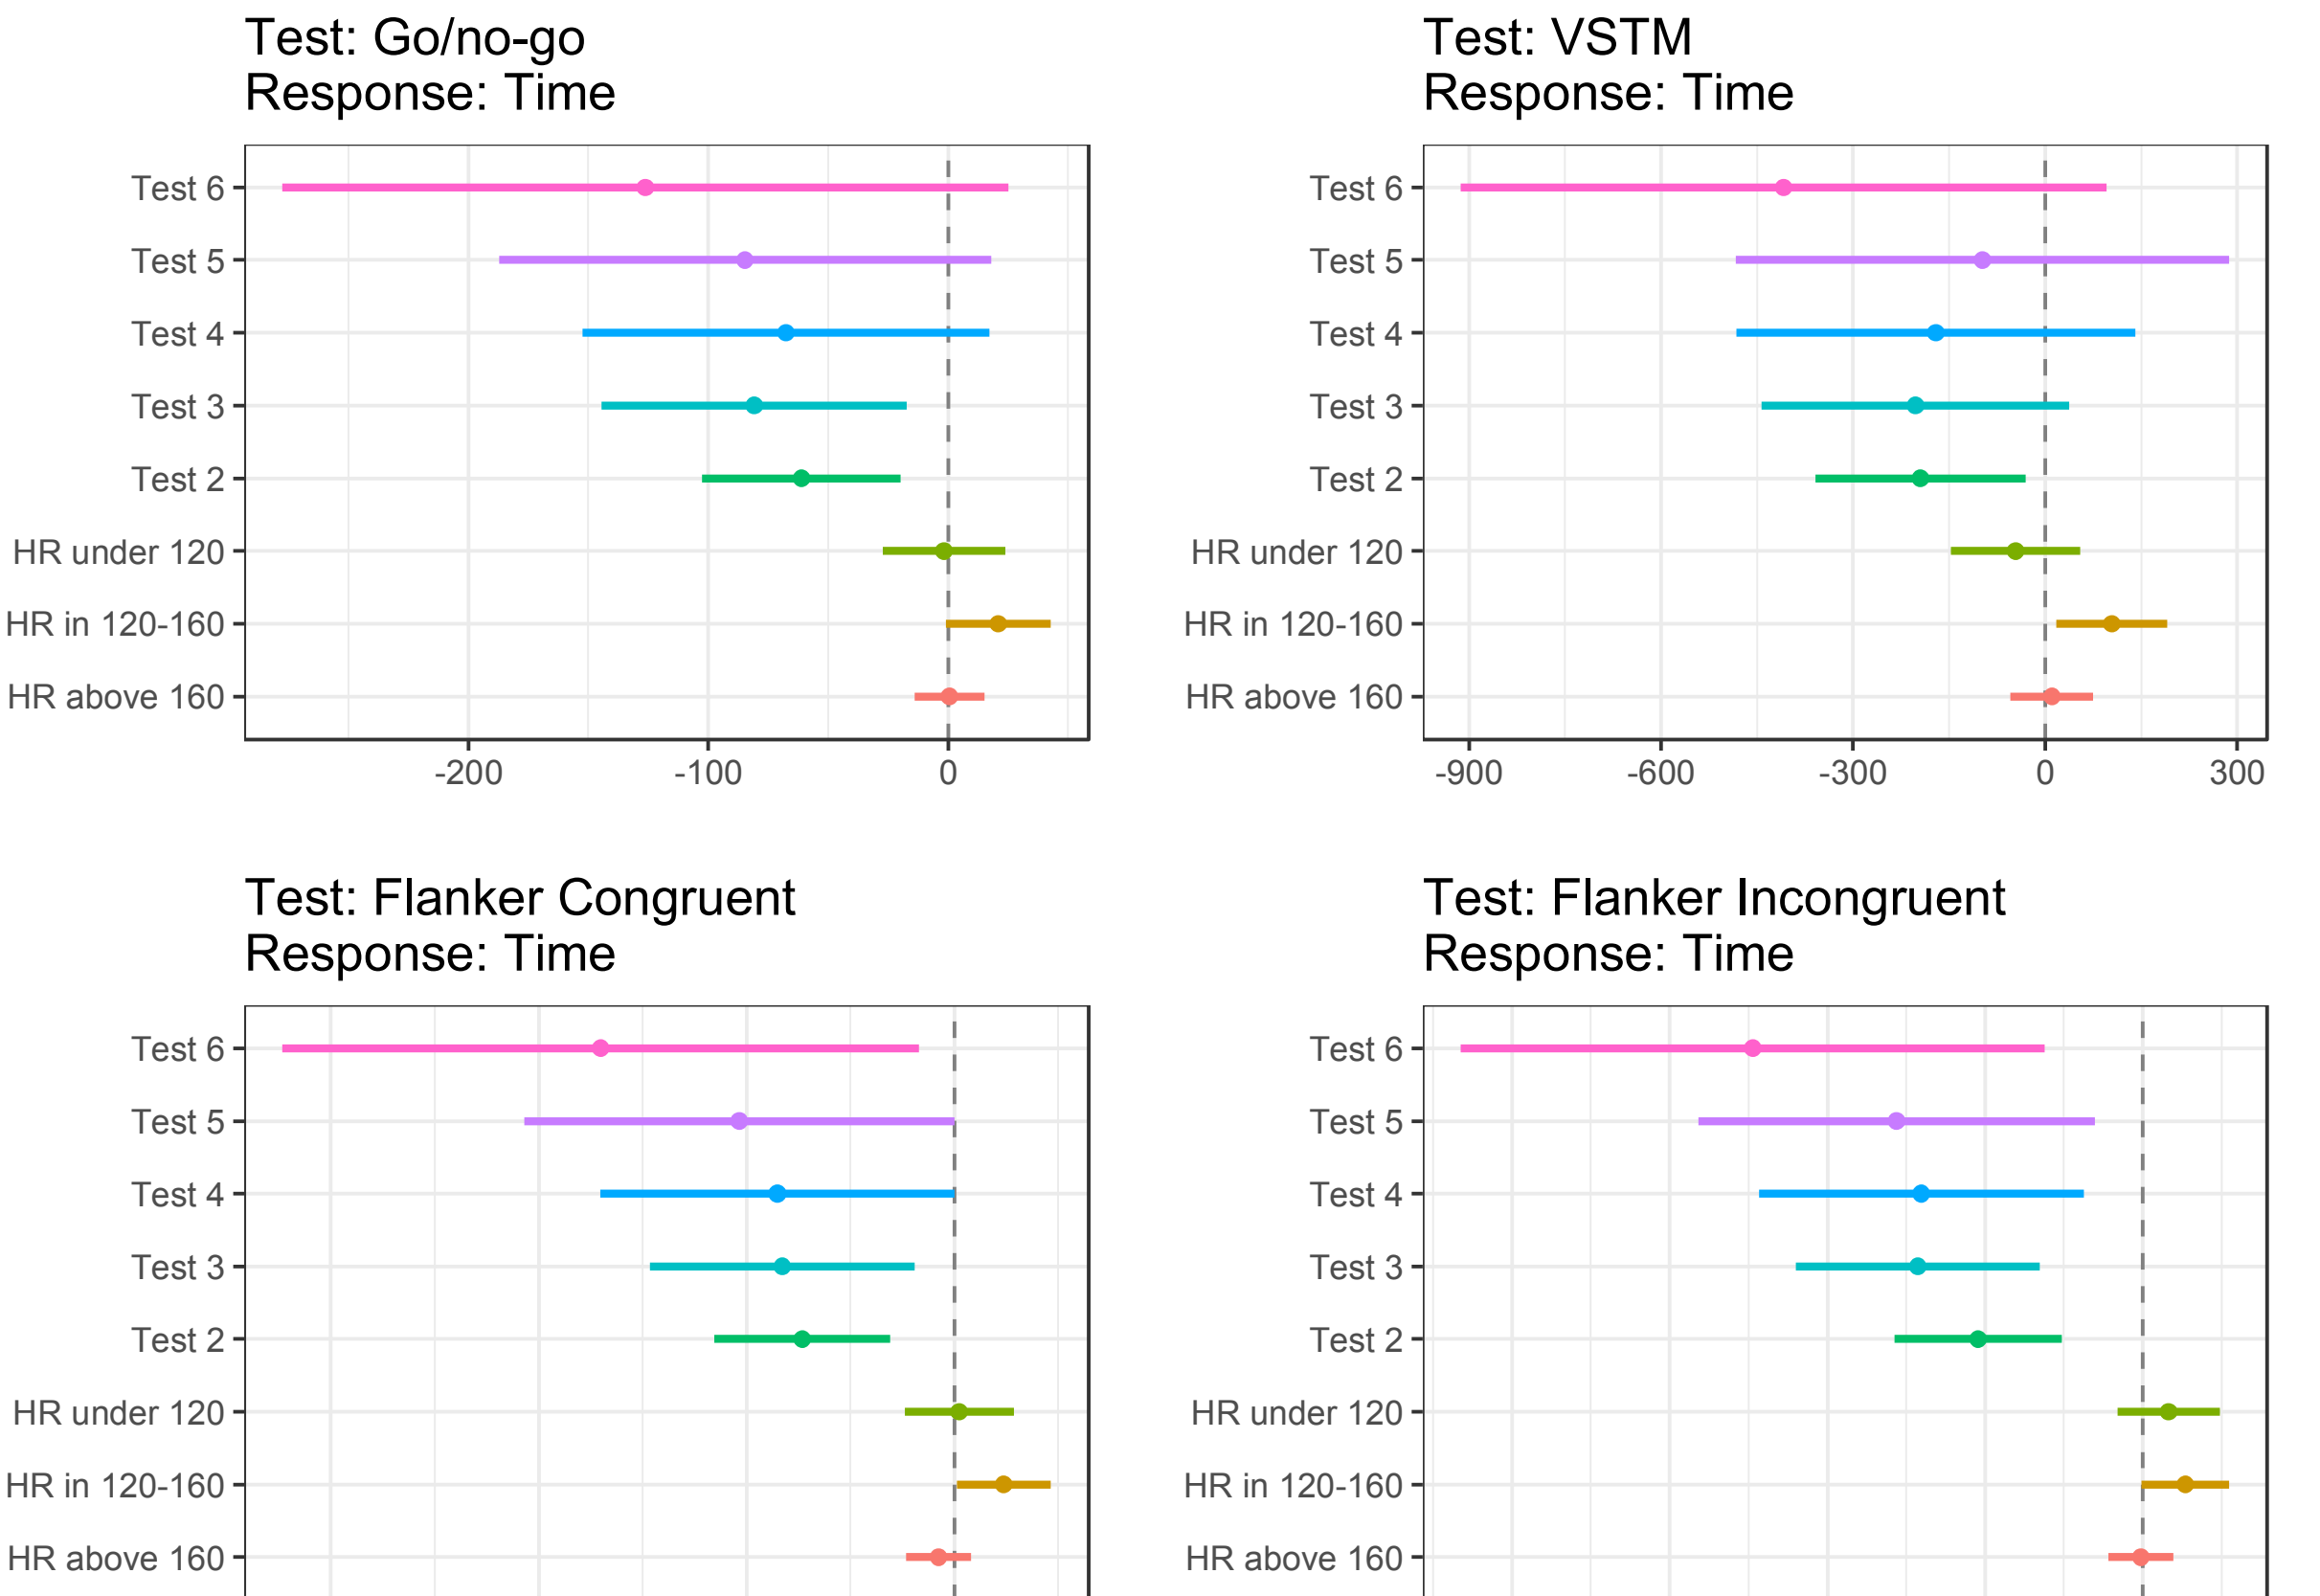 Test: Go/no-go
Response: Time
Test 6
Test 5
Test 4
Test 3
Test 2
HR under 120
HR in 120-160
HR above 160
-200 -100 0
Test: VSTM
Response: Time
Test 6
Test 5
Test 4
Test 3
Test 2
HR under 120
HR in 120-160
HR above 160
-900 -600 -300 0 300
Test: Flanker Congruent
Response: Time
Test 6
Test 5
Test 4
Test 3
Test 2
HR under 120
HR in 120-160
HR above 160
Test: Flanker Incongruent
Response: Time
Test 6
Test 5
Test 4
Test 3
Test 2
HR under 120
HR in 120-160
HR above 160